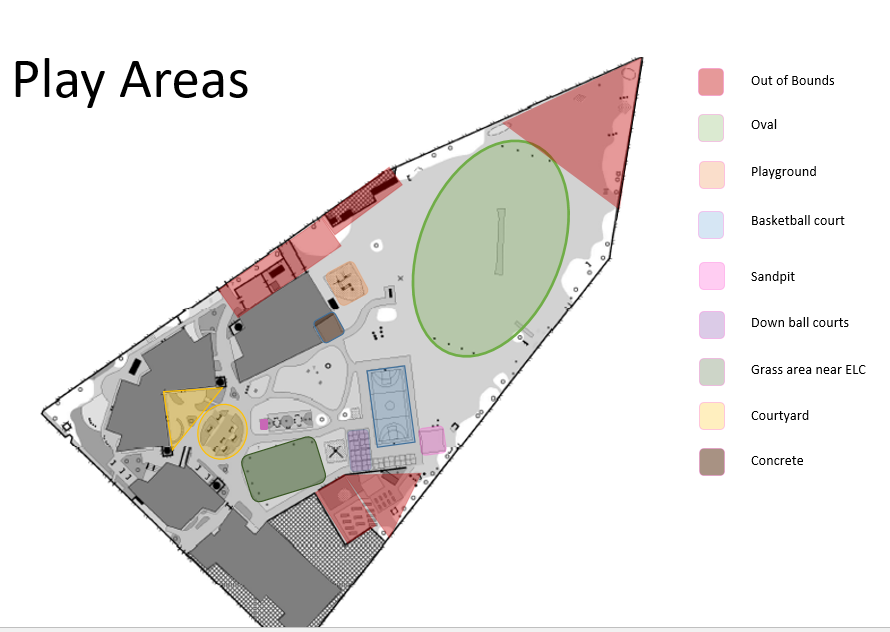 Play Areas
Out of Bounds
Oval
Playground
Basketball court
Sandpit
Down ball courts
Grass area near ELC
Courtyard
Concrete